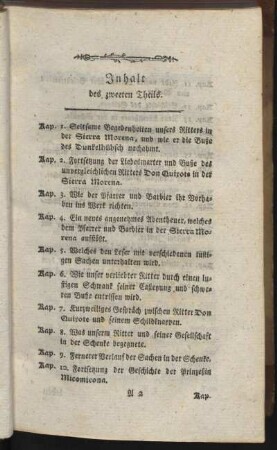 Inhalt
des zweeten Theils.
Kap. 1. Seltsame Begebenheiten unsers Ritters in
der Sierra Morena, und wie er die Buße
des Dunkelhübsch nachahmt.
Kap. 2. Fortsetzung der Liebesmarter und Buße des
unvergleichlichen Ritters Don Quixote in
der Sierra Morena.
Kap. 3. Wie der Pfarrer und Barbier ihr Vorha-
ben ins Werk richten.
Kap. 4. Ein neues angenehmes Abentheuer, welches
dem Pfarrer und Barbier in der Sierra Mo-
rena aufstößt.
Kap. 5. Welches den Leser mit verschiedenen lusti-
gen Sachen unterhalten wird.
Kap. 6. Wie unser verliebter Ritter durch einen lu-
stigen Schwank seiner Casteyung und schwe-
ren Buße entrissen wird.
Kap. 7. Kurzweiliges Gespräch zwischen Ritter Don
Quixote und seinem Schildknappen.
Kap. 8. Was unserm Ritter und seiner Gesellschaft
in der Schenke begegnete.
Kap. 9. Fernerer Verlauf der Sachen in der Schenke.
Kap. 10. Fortsetzung der Geschichte der Prinzeßin
Micomicona.
A 2
Kap.